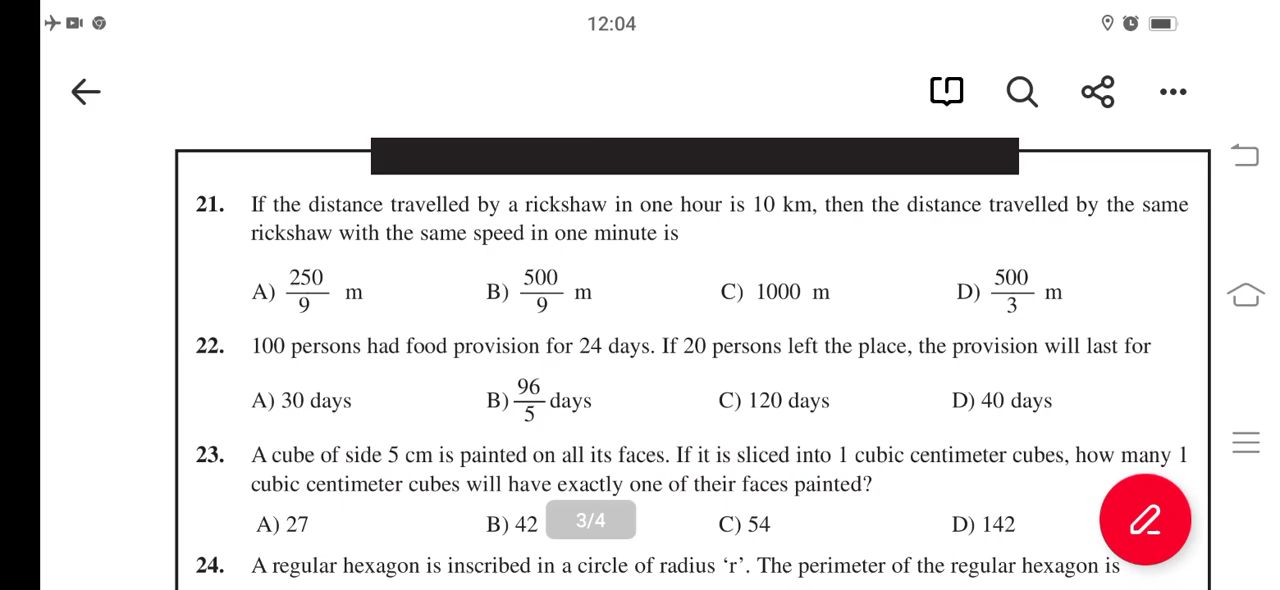 12:04
21. If the distance travelled by a rickshaw in one hour is 10 km, then the distance travelled by the same
rickshaw with the same speed in one minute is
A) 250/9 m B) 500/9 m C) 1000 m D) 500/3 m
22. 100 persons had food provision for 24 days. If 20 persons left the place, the provision will last for
A) 30 days B) 96/5 days C) 120 days D) 40 days
23. A cube of side 5 cm is painted on all its faces. If it is sliced into 1 cubic centimeter cubes, how many 1
cubic centimeter cubes will have exactly one of their faces painted?
A) 27 B) 42 C) 54 D) 142
3/4
24. A regular hexagon is inscribed in a circle of radius ‘r’. The perimeter of the regular hexagon is